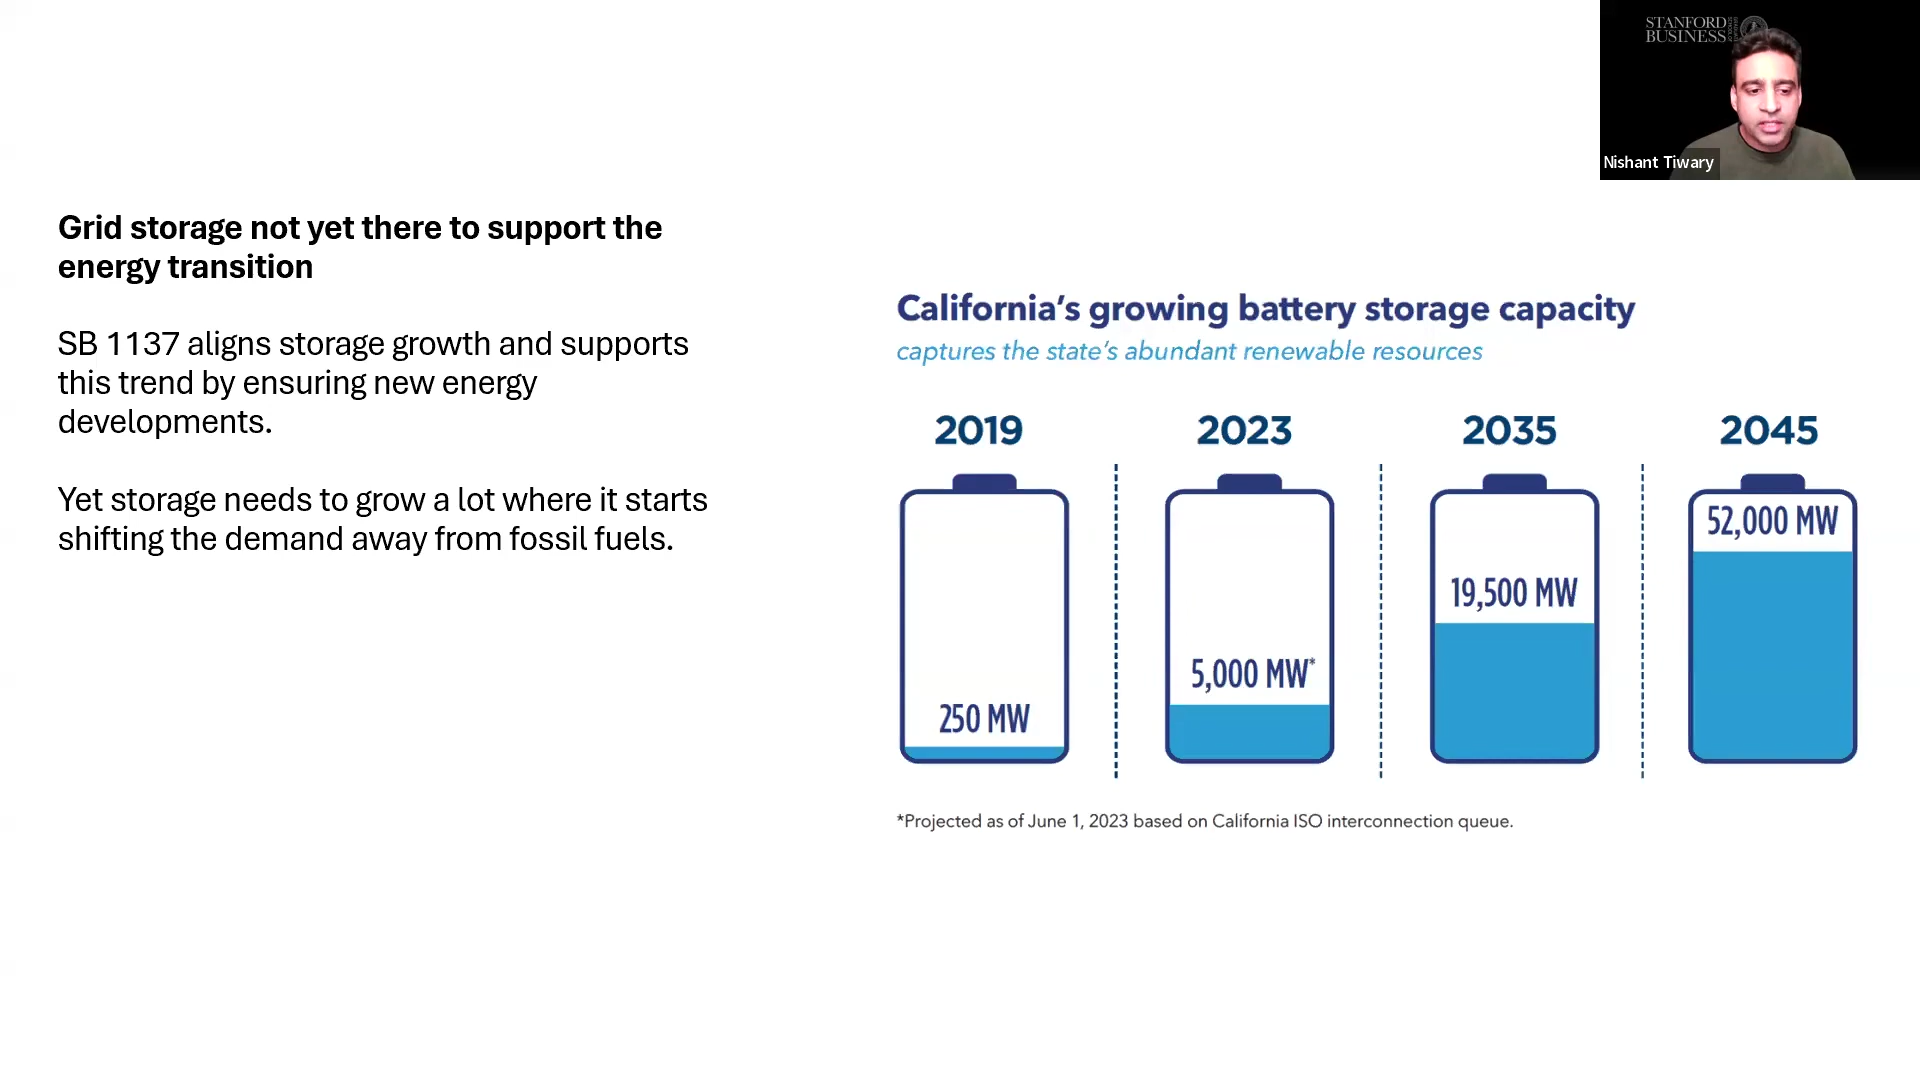 STANFORD
BUSINESS
Nishant Tiwary
Grid storage not yet there to support the
energy transition
SB 1137 aligns storage growth and supports
this trend by ensuring new energy
developments.
Yet storage needs to grow a lot where it starts
shifting the demand away from fossil fuels.
California's growing battery storage capacity
captures the state's abundant renewable resources
2019
2023
2035
2045
250 MW
5,000 MW*
19,500 MW
52,000 MW
*Projected as of June 1, 2023 based on California ISO interconnection queue.